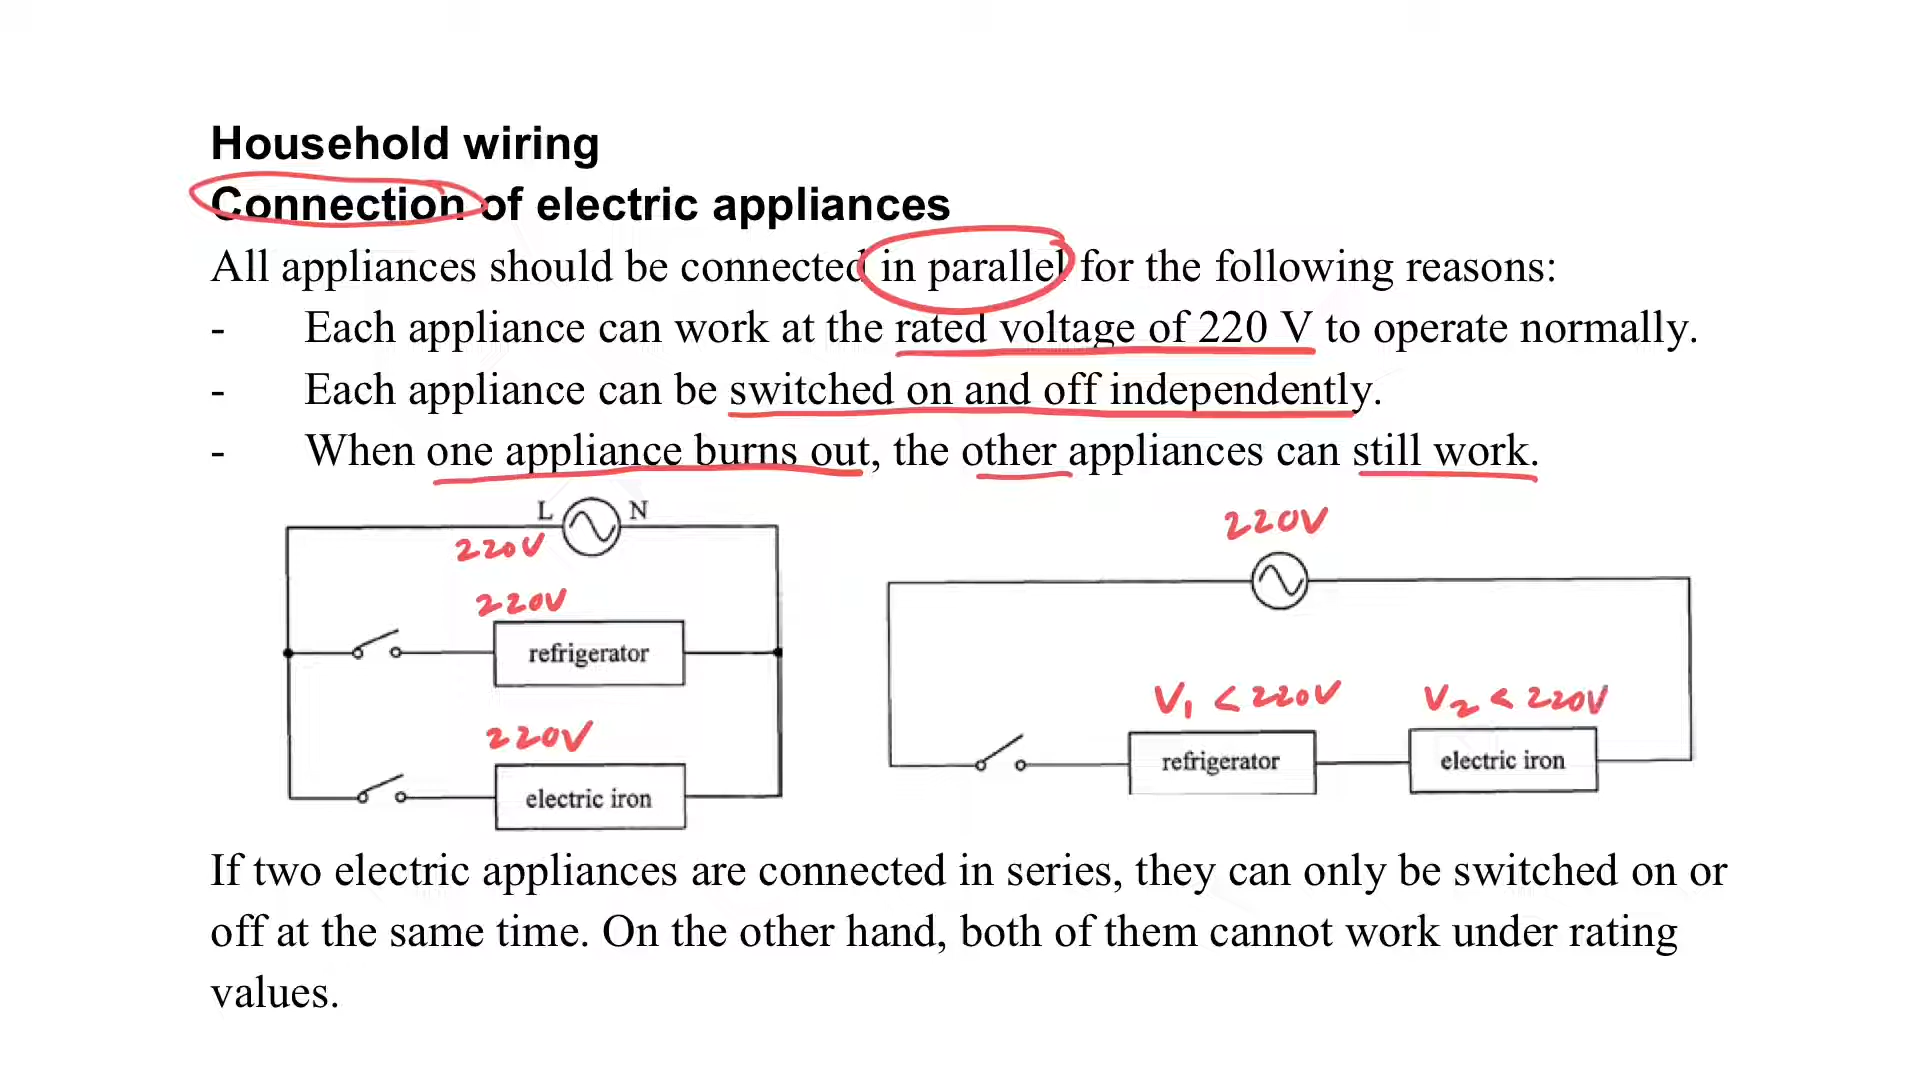 Household wiring
Connection of electric appliances
All appliances should be connected in parallel for the following reasons:
- Each appliance can work at the rated voltage of 220 V to operate normally.
- Each appliance can be switched on and off independently.
- When one appliance burns out, the other appliances can still work.
L N
220V
220V
refrigerator
220V
electric iron
220V
V₁ < 220V V₂ < 220V
refrigerator electric iron
If two electric appliances are connected in series, they can only be switched on or
off at the same time. On the other hand, both of them cannot work under rating
values.